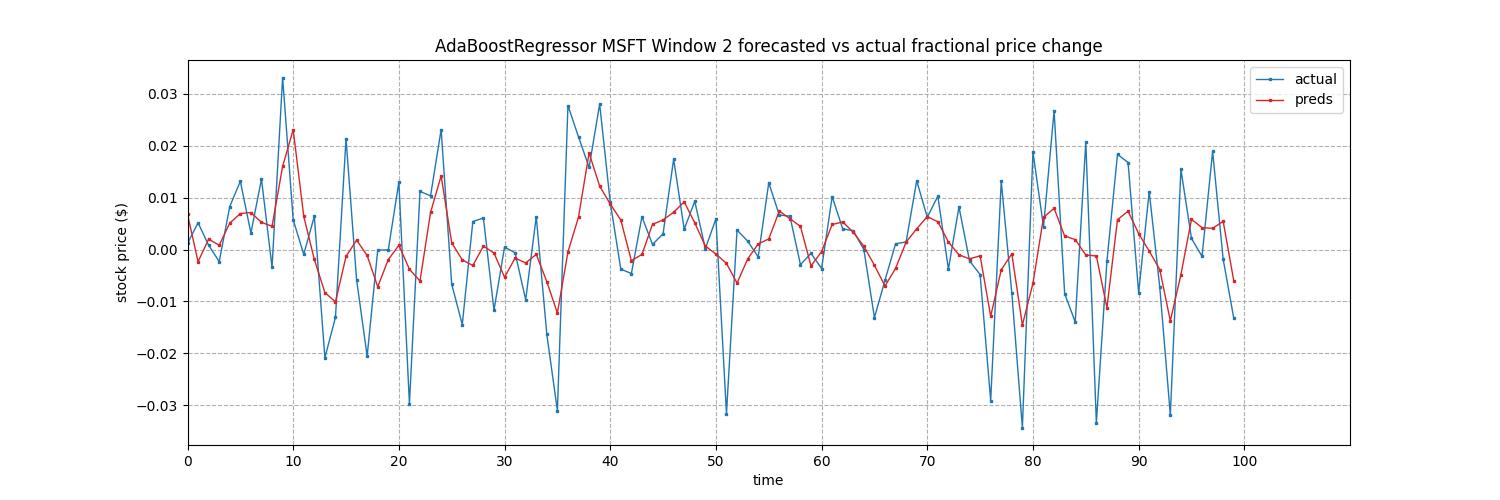 AdaBoostRegressor MSFT Window 2 forecasted vs actual fractional price change
actual
preds
stock price ($)
0.03
0.02
0.01
0.00
−0.01
−0.02
−0.03
0 10 20 30 40 50 60 70 80 90 100
time